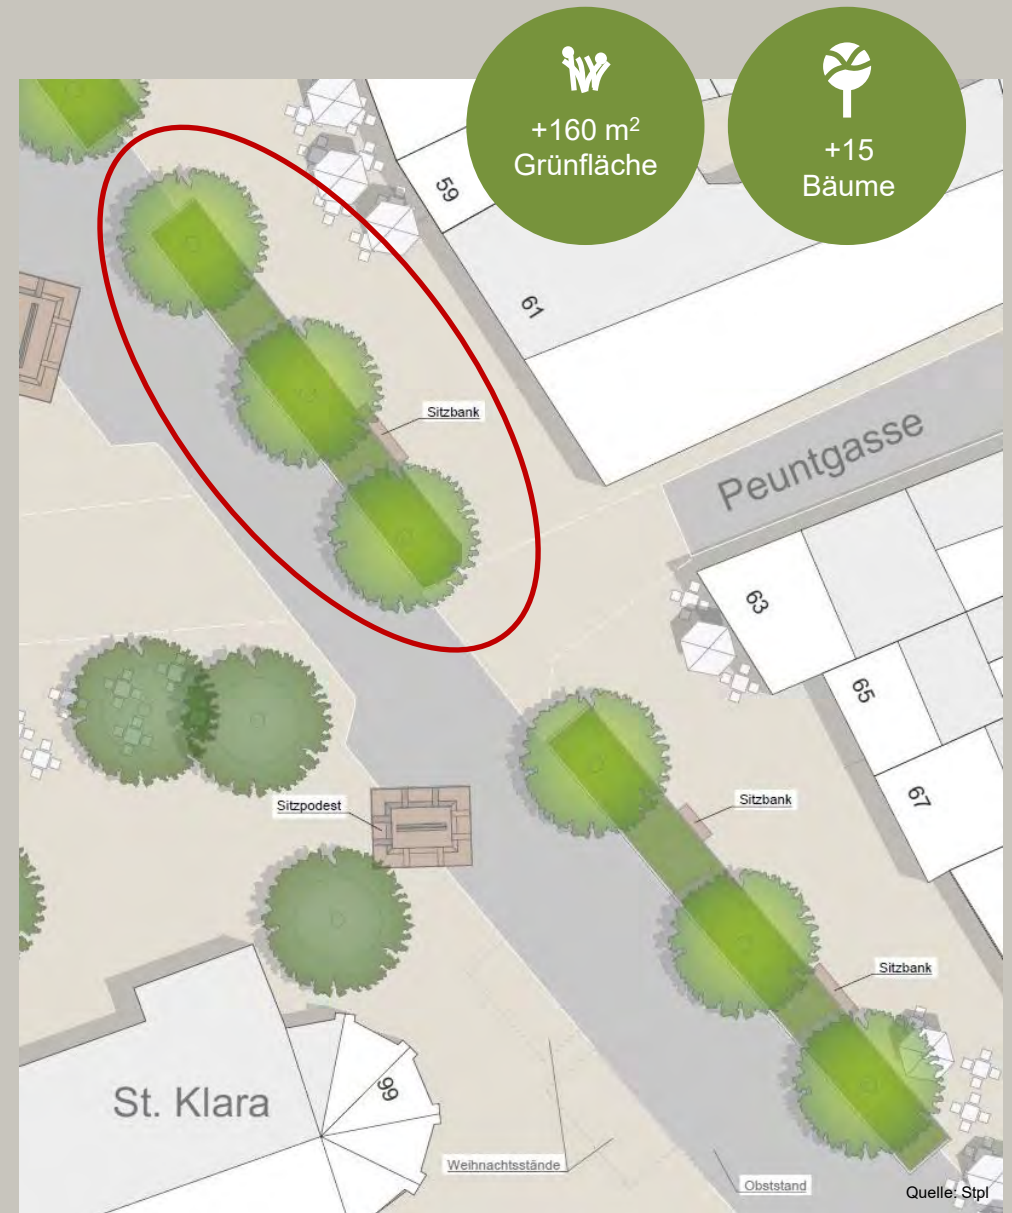 +160 m²
Grünfläche
+15
Bäume
59
61
Sitzbank
Peuntgasse
63
65
67
Sitzbank
Sitzpodest
Sitzbank
St. Klara
99
Weihnachtsstände
Obststand
Quelle: Stpl